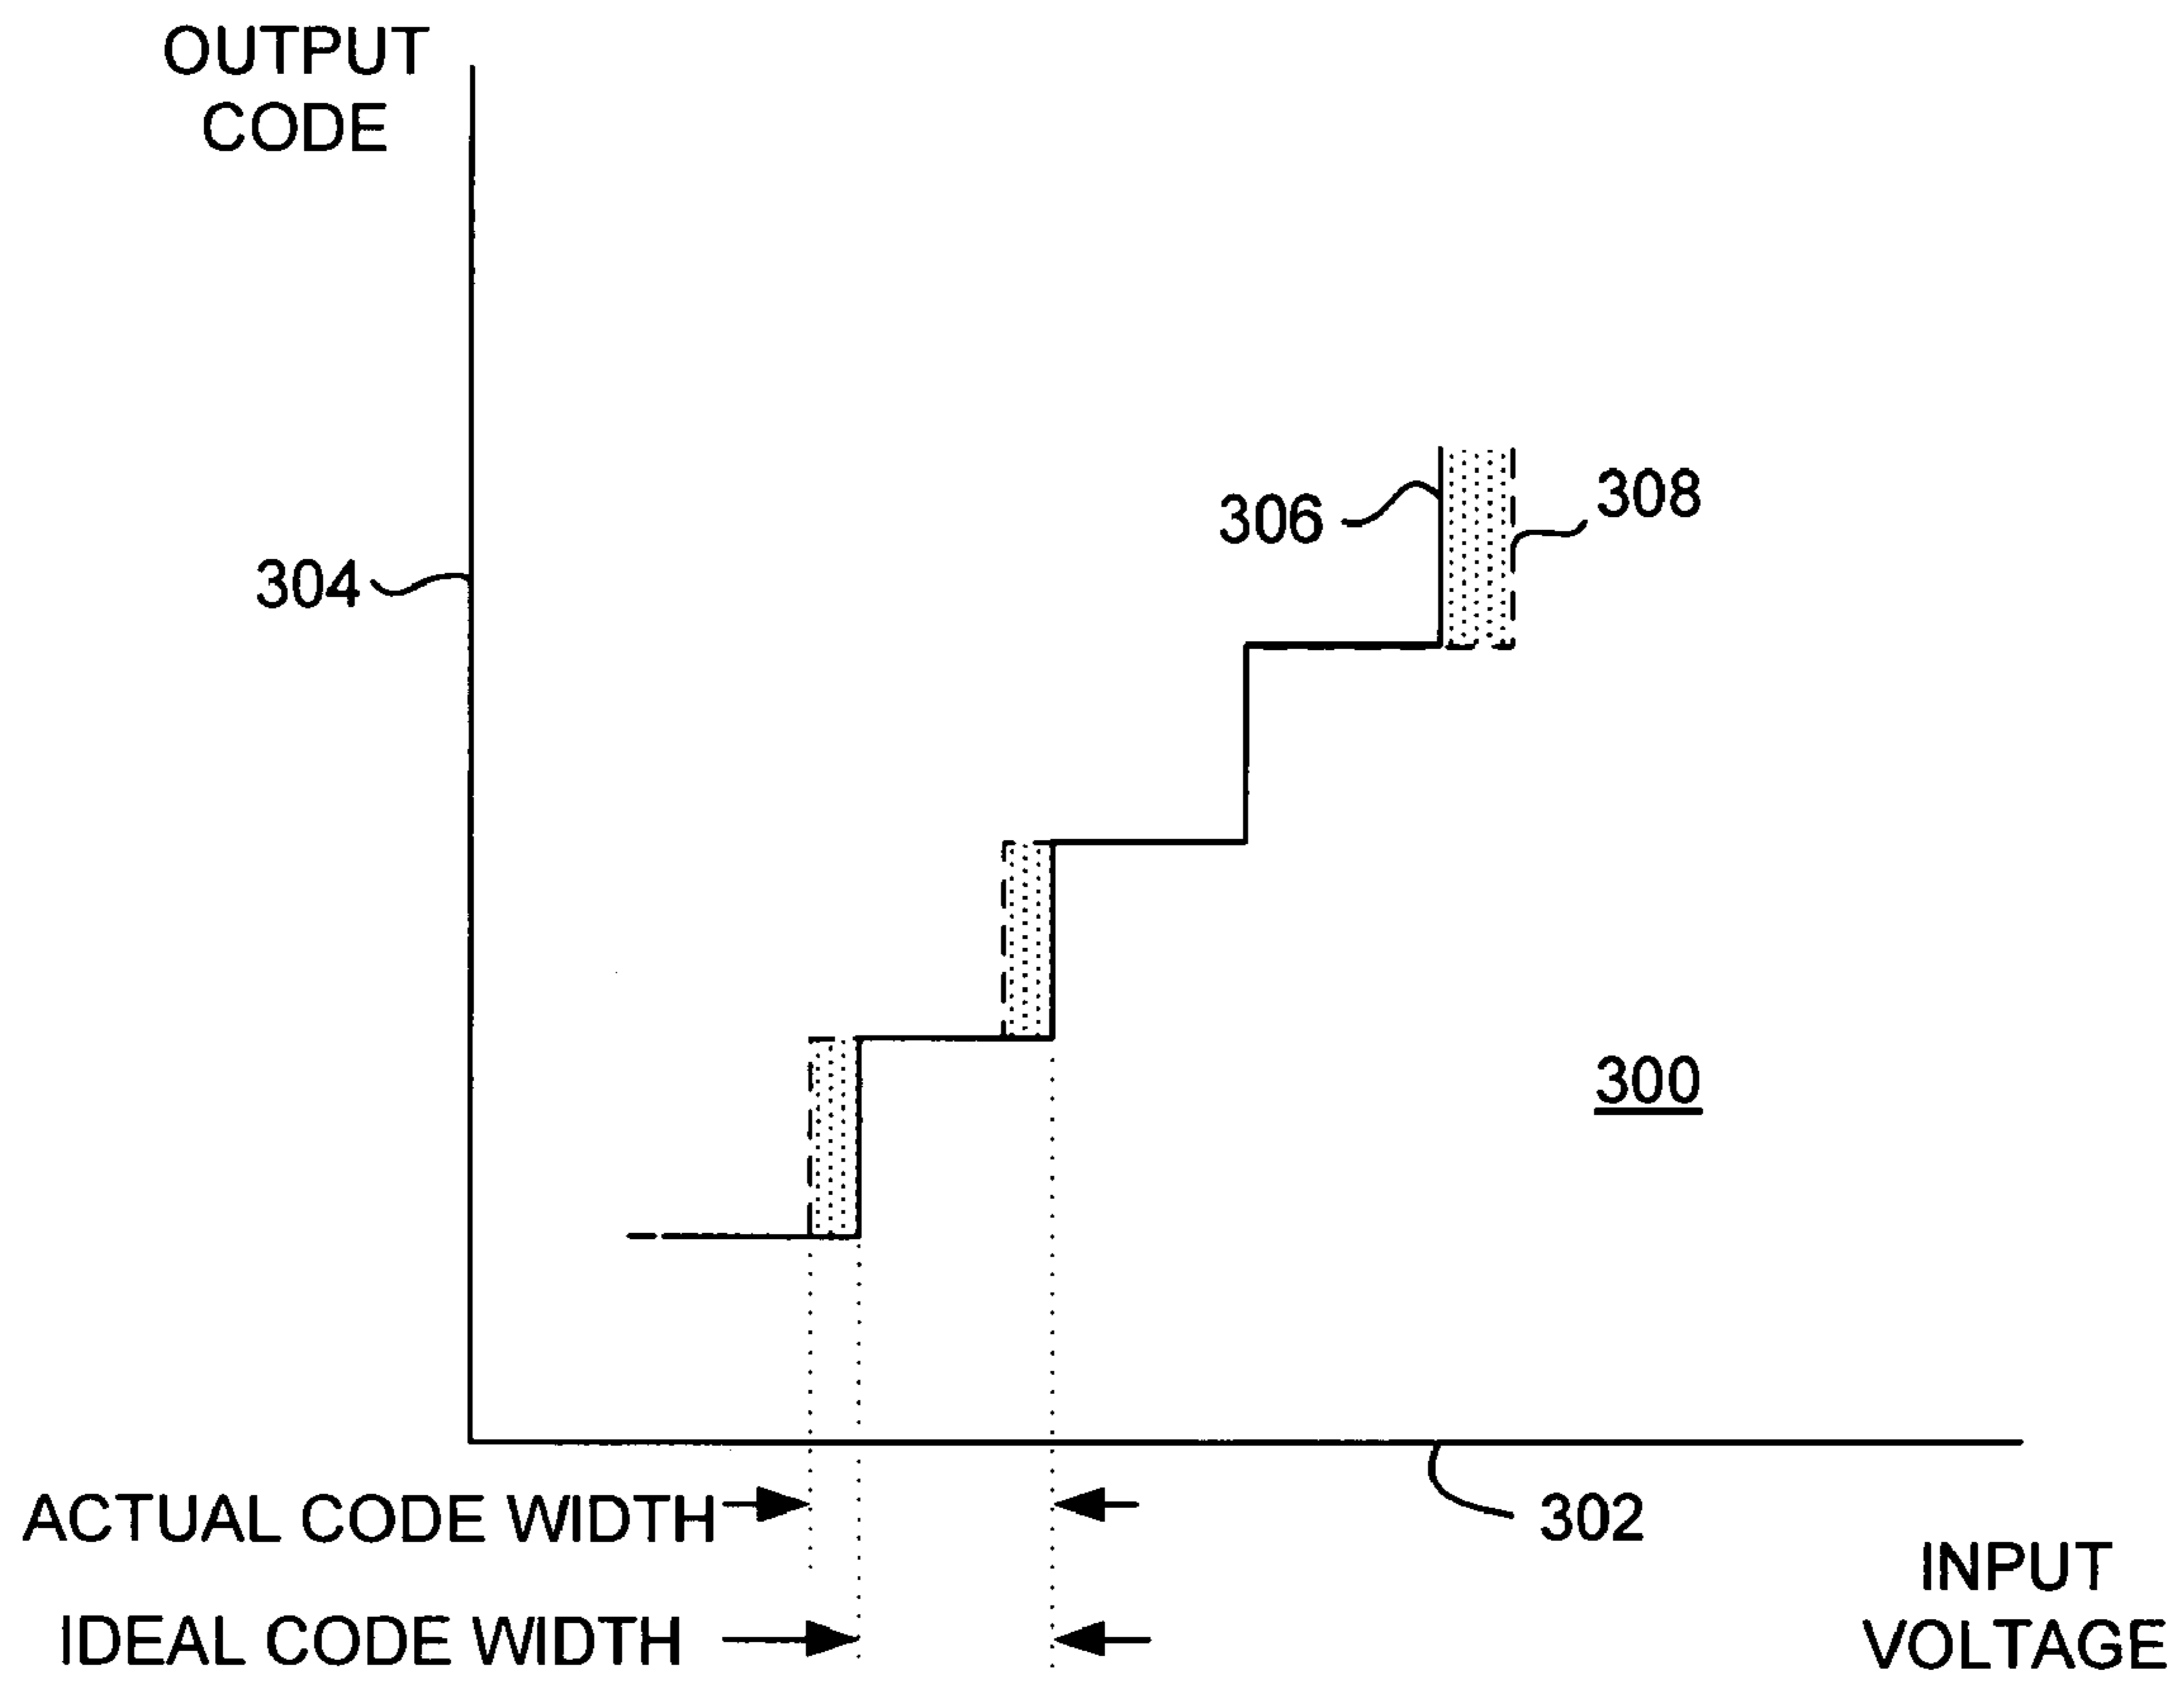 OUTPUT
CODE
306
308
304
300
ACTUAL CODE WIDTH
302
IDEAL CODE WIDTH
INPUT
VOLTAGE